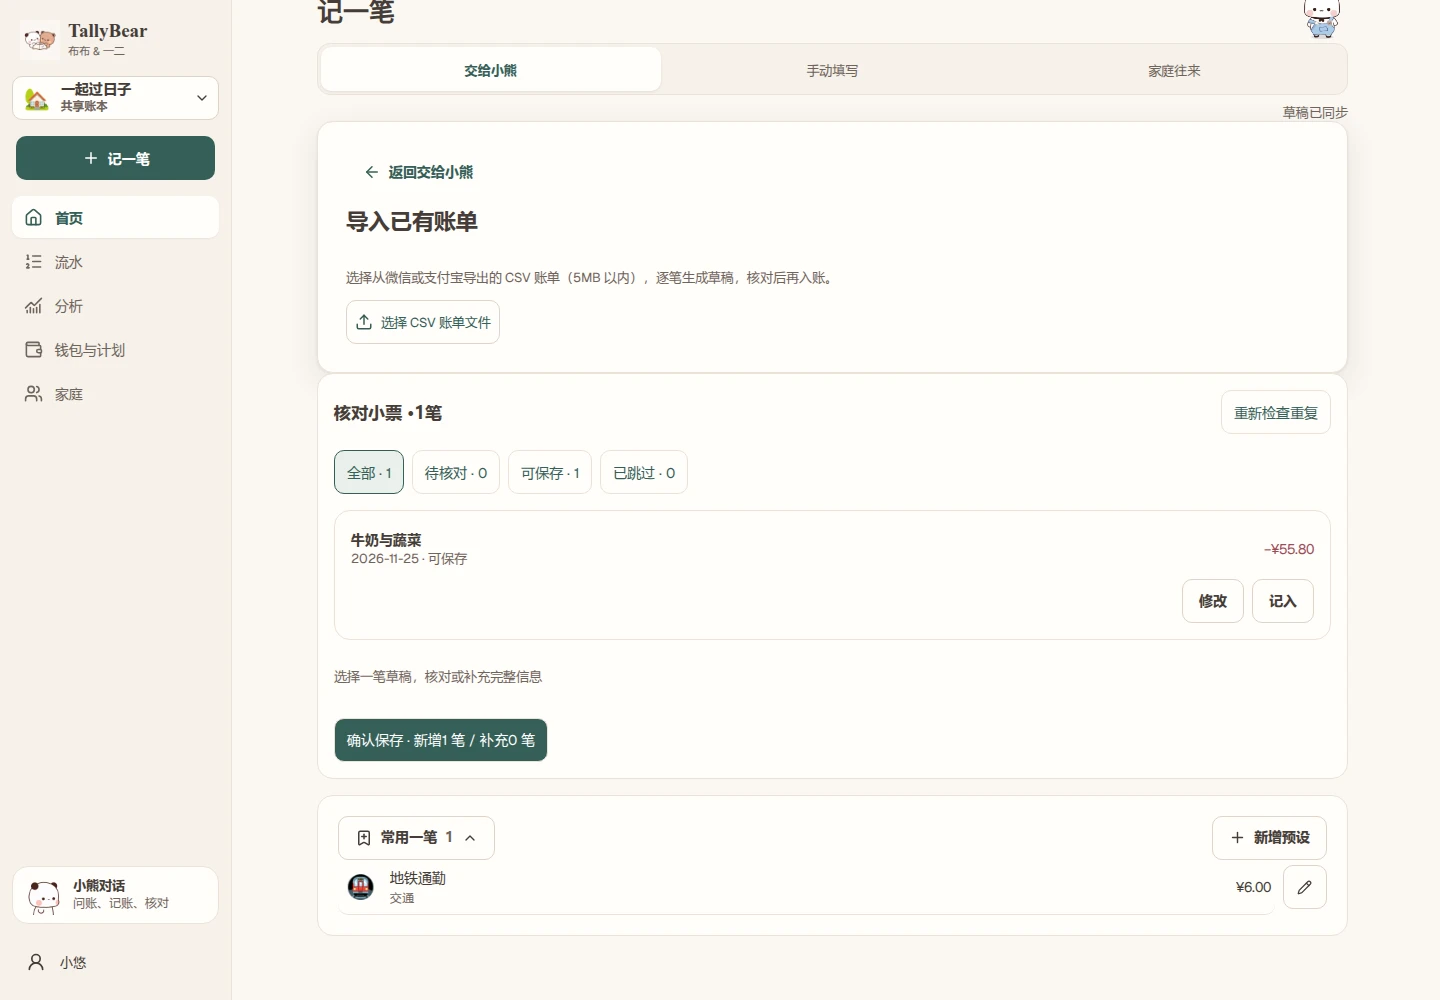 TallyBear
布布 & 一二
一起过日子
共享账本
记一笔
首页
流水
分析
钱包与计划
家庭
小熊对话
问账、记账、核对
小悠
记一笔
交给小熊
手动填写
家庭往来
草稿已同步
返回交给小熊
导入已有账单
选择从微信或支付宝导出的 CSV 账单（5MB 以内），逐笔生成草稿，核对后再入账。
选择 CSV 账单文件
核对小票 •1笔
重新检查重复
全部 · 1
待核对 · 0
可保存 · 1
已跳过 · 0
牛奶与蔬菜
2026-11-25 · 可保存
−¥55.80
修改
记入
选择一笔草稿，核对或补充完整信息
确认保存 · 新增1 笔 / 补充0 笔
常用一笔 1
新增预设
地铁通勤
交通
¥6.00